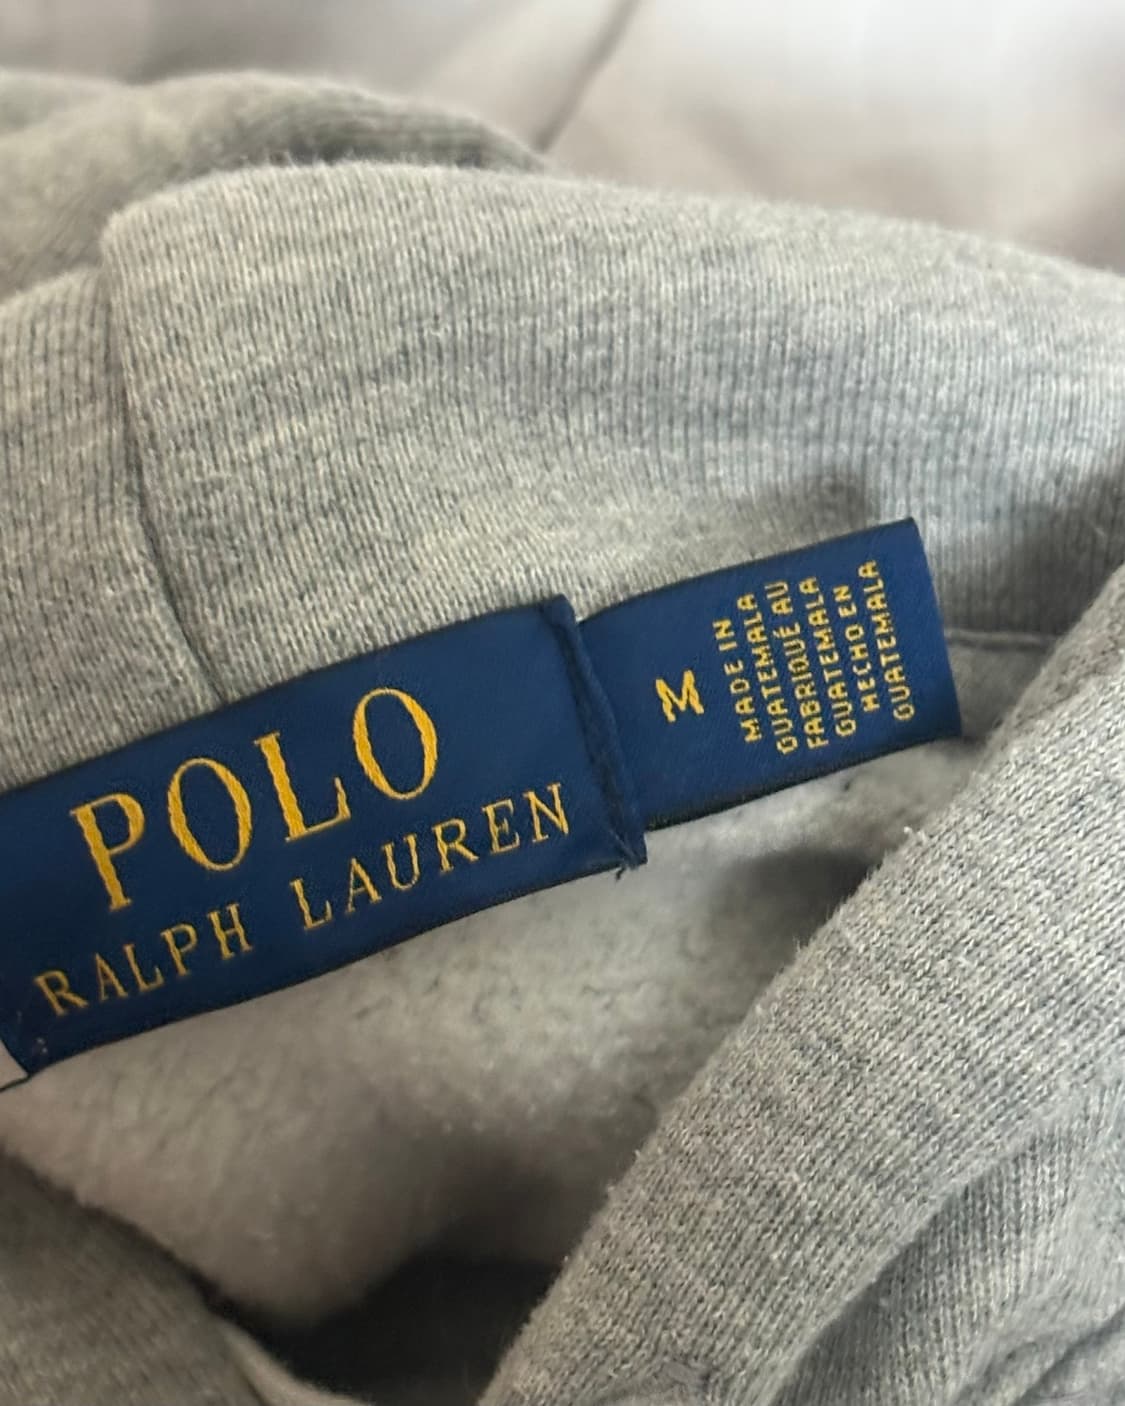 POLO
RALPH LAUREN
M
MADE IN
GUATEMALA
FABRIQUÉ AU
GUATEMALA
HECHO EN
GUATEMALA